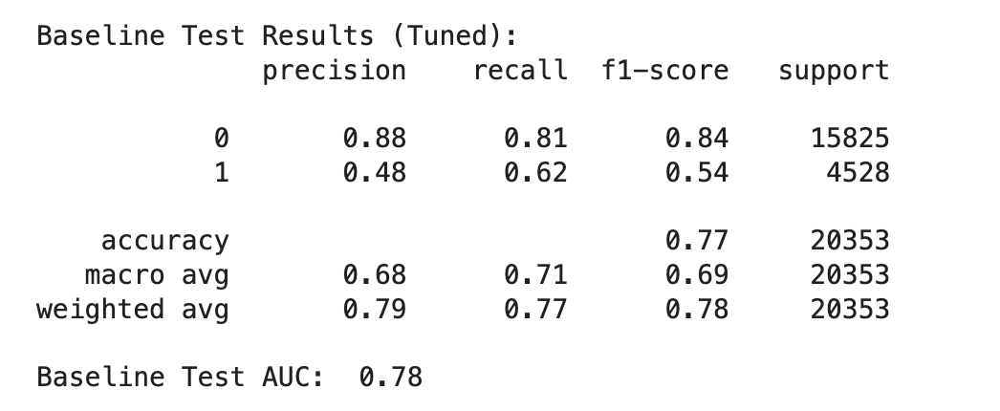 Baseline Test Results (Tuned):
precision recall f1-score support
0 0.88 0.81 0.84 15825
1 0.48 0.62 0.54 4528
accuracy 0.77 20353
macro avg 0.68 0.71 0.69 20353
weighted avg 0.79 0.77 0.78 20353
Baseline Test AUC: 0.78